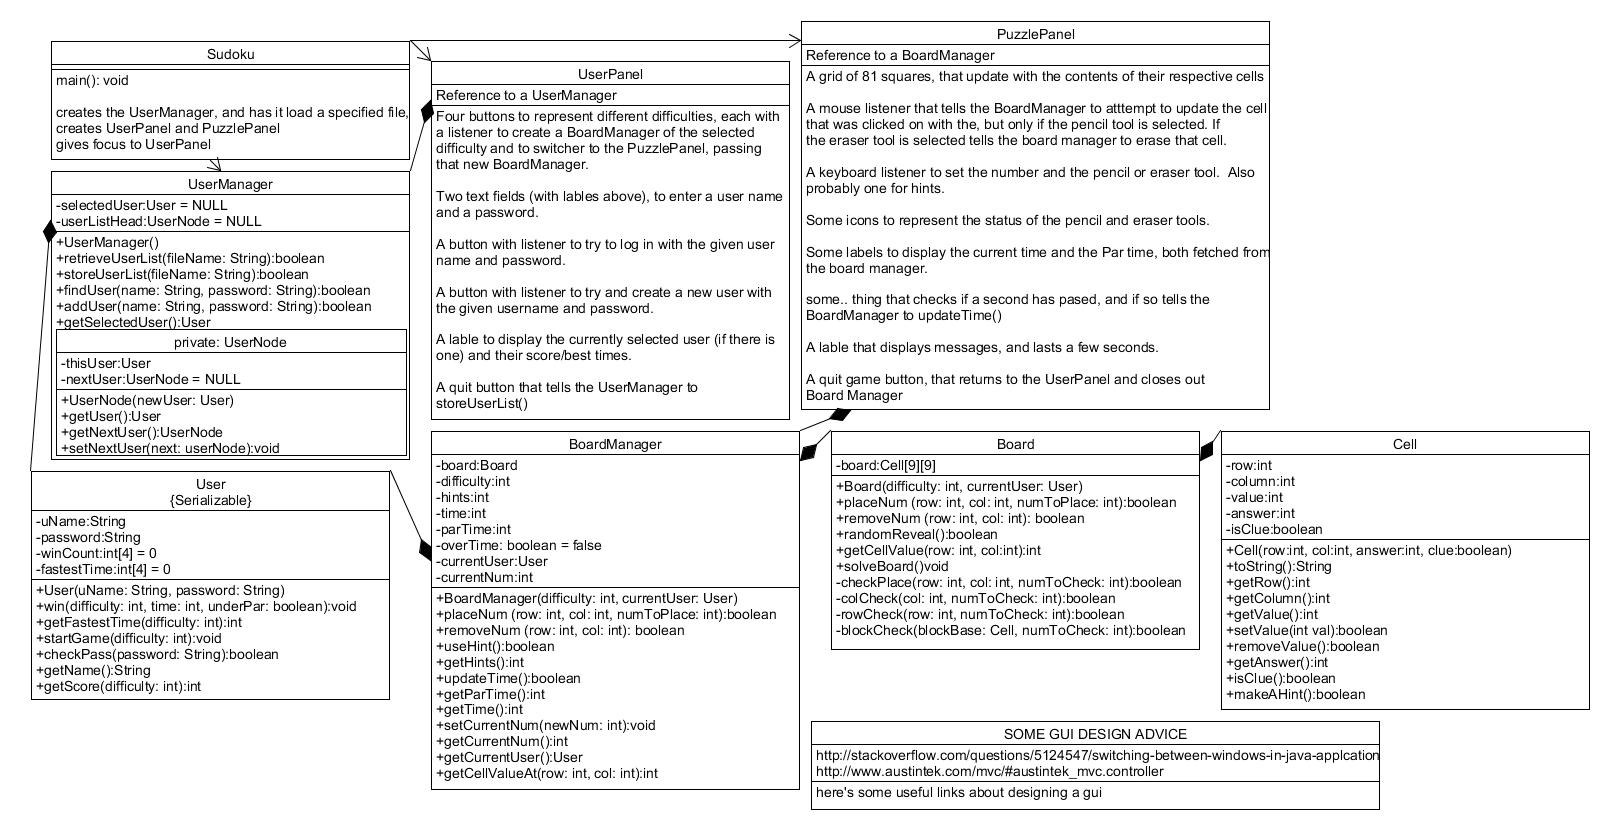 Sudoku
main(): void
creates the UserManager, and has it load a specified file,
creates UserPanel and PuzzlePanel
gives focus to UserPanel
UserManager
-selectedUser:User = NULL
-userListHead:UserNode = NULL
+UserManager()
+retrieveUserList(fileName: String):boolean
+storeUserList(fileName: String):boolean
+findUser(name: String, password: String):boolean
+addUser(name: String, password: String):boolean
+getSelectedUser():User
private: UserNode
-thisUser:User
-nextUser:UserNode = NULL
+UserNode(newUser: User)
+getUser():User
+getNextUser():UserNode
+setNextUser(next: userNode):void
User
{Serializable}
-uName:String
-password:String
-winCount:int[4] = 0
-fastestTime:int[4] = 0
+User(uName: String, password: String)
+win(difficulty: int, time: int, underPar: boolean):void
+getFastestTime(difficulty: int):int
+startGame(difficulty: int):void
+checkPass(password: String):boolean
+getName():String
+getScore(difficulty: int):int
UserPanel
Reference to a UserManager
Four buttons to represent different difficulties, each with
a listener to create a BoardManager of the selected
difficulty and to switcher to the PuzzlePanel, passing
that new BoardManager.
Two text fields (with lables above), to enter a user name
and a password.
A button with listener to try to log in with the given user
name and password.
A button with listener to try and create a new user with
the given username and password.
A lable to display the currently selected user (if there is
one) and their score/best times.
A quit button that tells the UserManager to
storeUserList()
PuzzlePanel
Reference to a BoardManager
A grid of 81 squares, that update with the contents of their respective cells
A mouse listener that tells the BoardManager to atttempt to update the cell
that was clicked on with the, but only if the pencil tool is selected. If
the eraser tool is selected tells the board manager to erase that cell.
A keyboard listener to set the number and the pencil or eraser tool.  Also
probably one for hints.
Some icons to represent the status of the pencil and eraser tools.
Some labels to display the current time and the Par time, both fetched from
the board manager.
some.. thing that checks if a second has pased, and if so tells the
BoardManager to updateTime()
A lable that displays messages, and lasts a few seconds.
A quit game button, that returns to the UserPanel and closes out
Board Manager
BoardManager
-board:Board
-difficulty:int
-hints:int
-time:int
-parTime:int
-overTime: boolean = false
-currentUser:User
-currentNum:int
+BoardManager(difficulty: int, currentUser: User)
+placeNum (row: int, col: int, numToPlace: int):boolean
+removeNum (row: int, col: int): boolean
+useHint():boolean
+getHints():int
+updateTime():boolean
+getParTime():int
+getTime():int
+setCurrentNum(newNum: int):void
+getCurrentNum():int
+getCurrentUser():User
+getCellValueAt(row: int, col: int):int
Board
-board:Cell[9][9]
+Board(difficulty: int, currentUser: User)
+placeNum (row: int, col: int, numToPlace: int):boolean
+removeNum (row: int, col: int): boolean
+randomReveal():boolean
+getCellValue(row: int, col:int):int
+solveBoard()void
-checkPlace(row: int, col: int, numToCheck: int):boolean
-colCheck(col: int, numToCheck: int):boolean
-rowCheck(row: int, numToCheck: int):boolean
-blockCheck(blockBase: Cell, numToCheck: int):boolean
Cell
-row:int
-column:int
-value:int
-answer:int
-isClue:boolean
+Cell(row:int, col:int, answer:int, clue:boolean)
+toString():String
+getRow():int
+getColumn():int
+getValue():int
+setValue(int val):boolean
+removeValue():boolean
+getAnswer():int
+isClue():boolean
+makeAHint():boolean
SOME GUI DESIGN ADVICE
http://stackoverflow.com/questions/5124547/switching-between-windows-in-java-applcation
http://www.austintek.com/mvc/#austintek_mvc.controller
here's some useful links about designing a gui